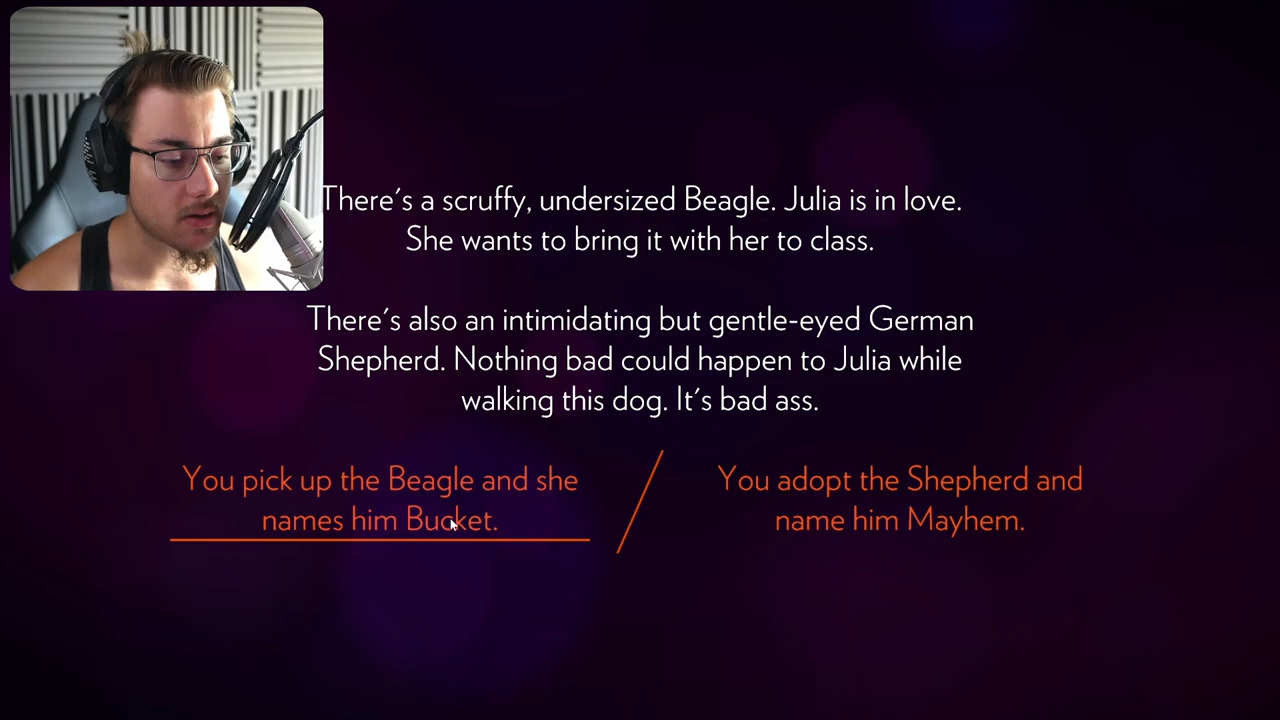 There's a scruffy, undersized Beagle. Julia is in love.
She wants to bring it with her to class.
There's also an intimidating but gentle-eyed German
Shepherd. Nothing bad could happen to Julia while
walking this dog. It's bad ass.
You pick up the Beagle and she
names him Bucket.
You adopt the Shepherd and
name him Mayhem.